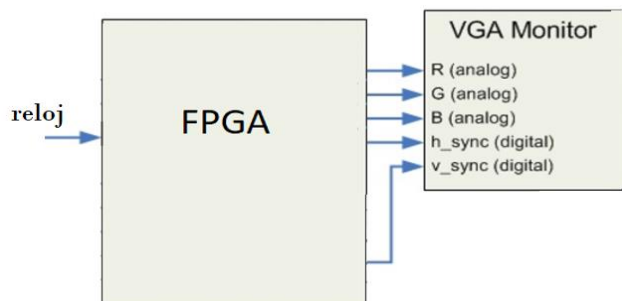 VGA Monitor
R (analog)
G (analog)
B (analog)
h_sync (digital)
v_sync (digital)
reloj
FPGA